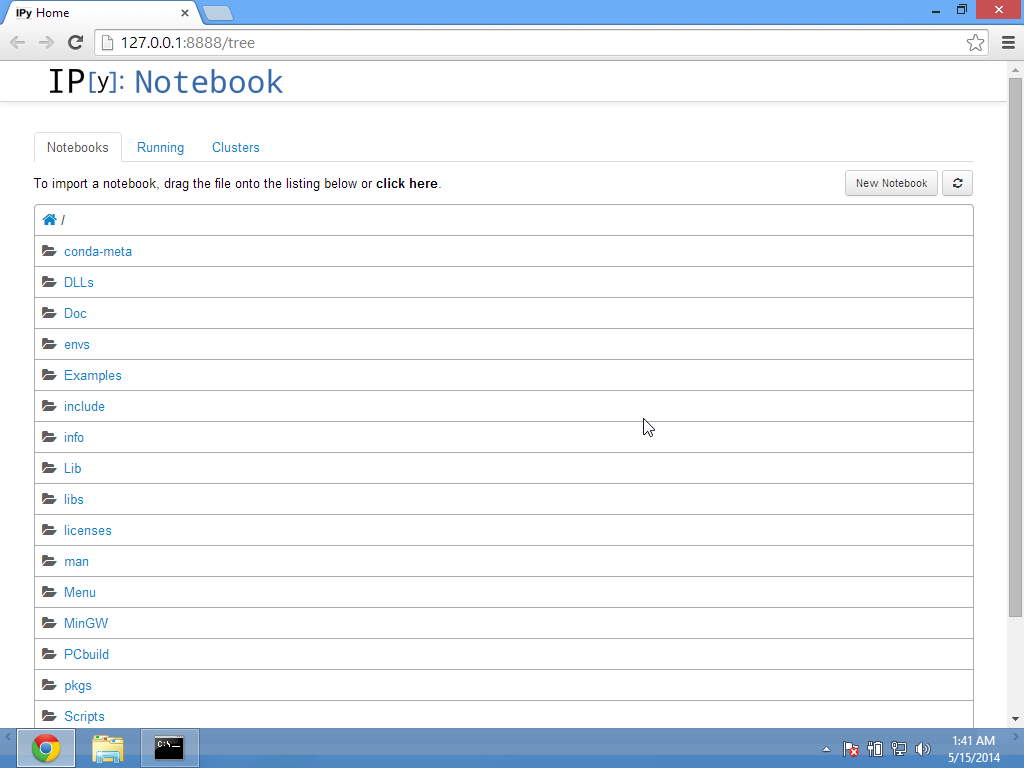 IPy Home
127.0.0.1:8888/tree
IP[y]: Notebook
Notebooks Running Clusters
To import a notebook, drag the file onto the listing below or click here.
New Notebook
/
conda-meta
DLLs
Doc
envs
Examples
include
info
Lib
libs
licenses
man
Menu
MinGW
PCbuild
pkgs
Scripts
C:\_
1:41 AM
5/15/2014